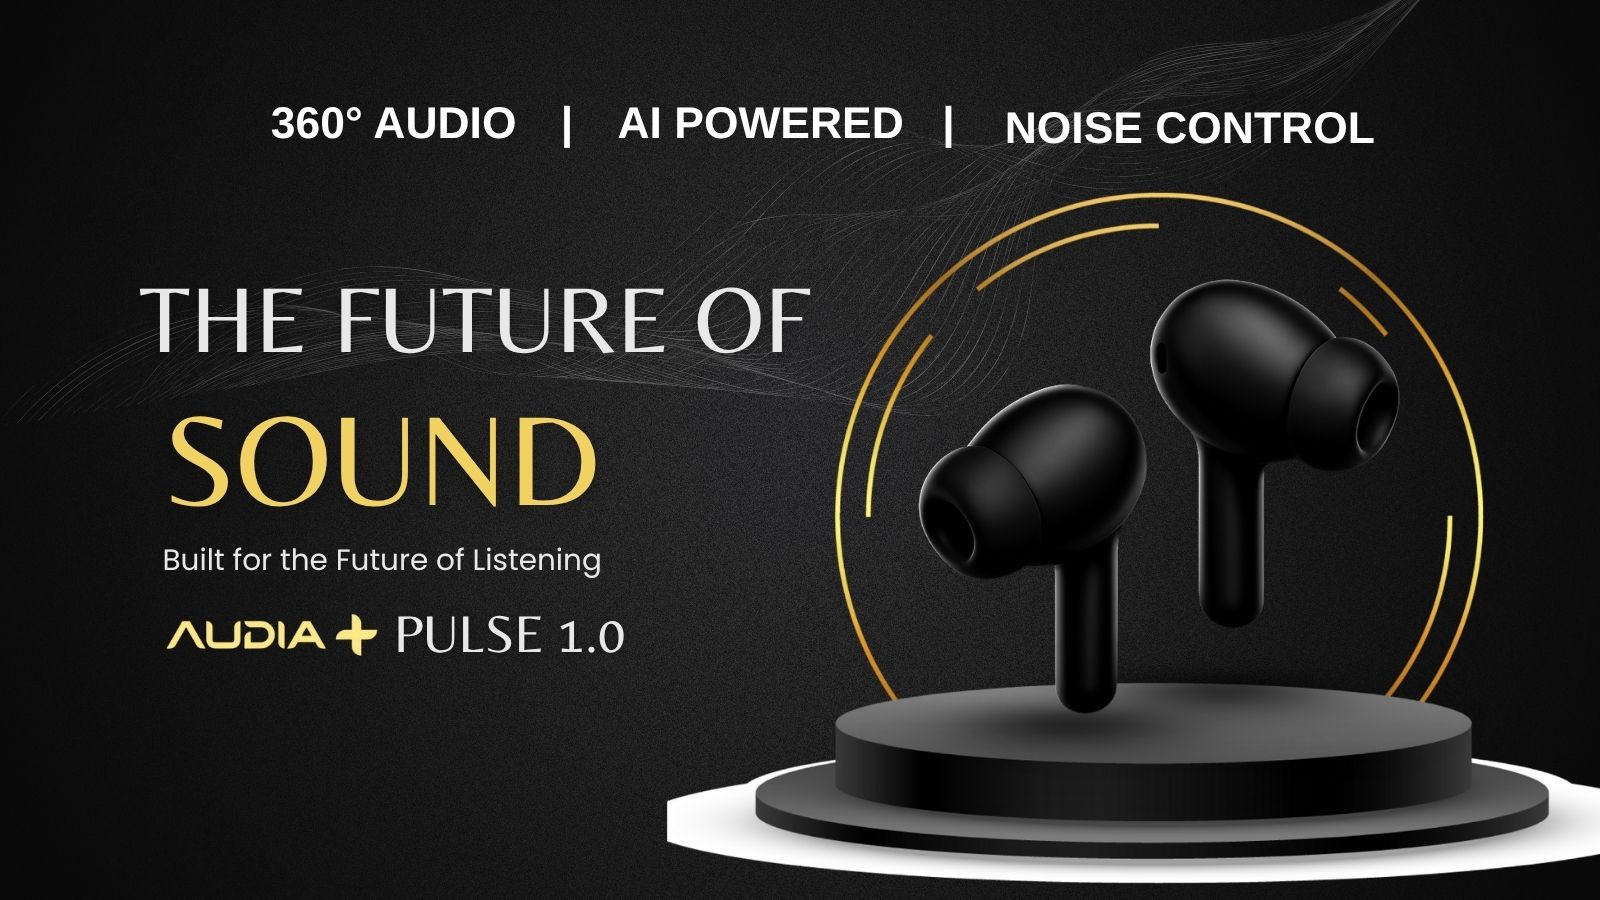 360° AUDIO | AI POWERED | NOISE CONTROL
THE FUTURE OF
SOUND
Built for the Future of Listening
AUDIA+ PULSE 1.0